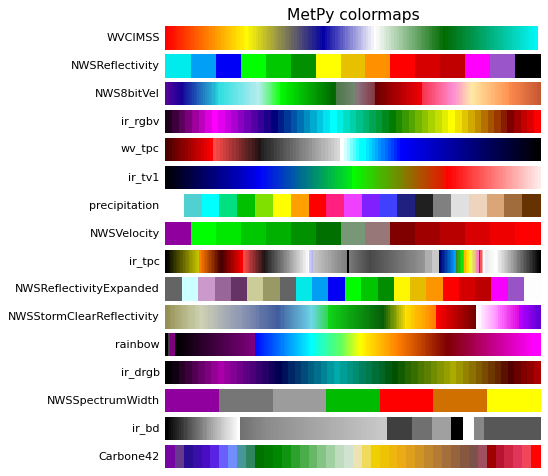 MetPy colormaps
WVCIMSS
NWSReflectivity
NWS8bitVel
ir_rgbv
wv_tpc
ir_tv1
precipitation
NWSVelocity
ir_tpc
NWSReflectivityExpanded
NWSStormClearReflectivity
rainbow
ir_drgb
NWSSpectrumWidth
ir_bd
Carbone42